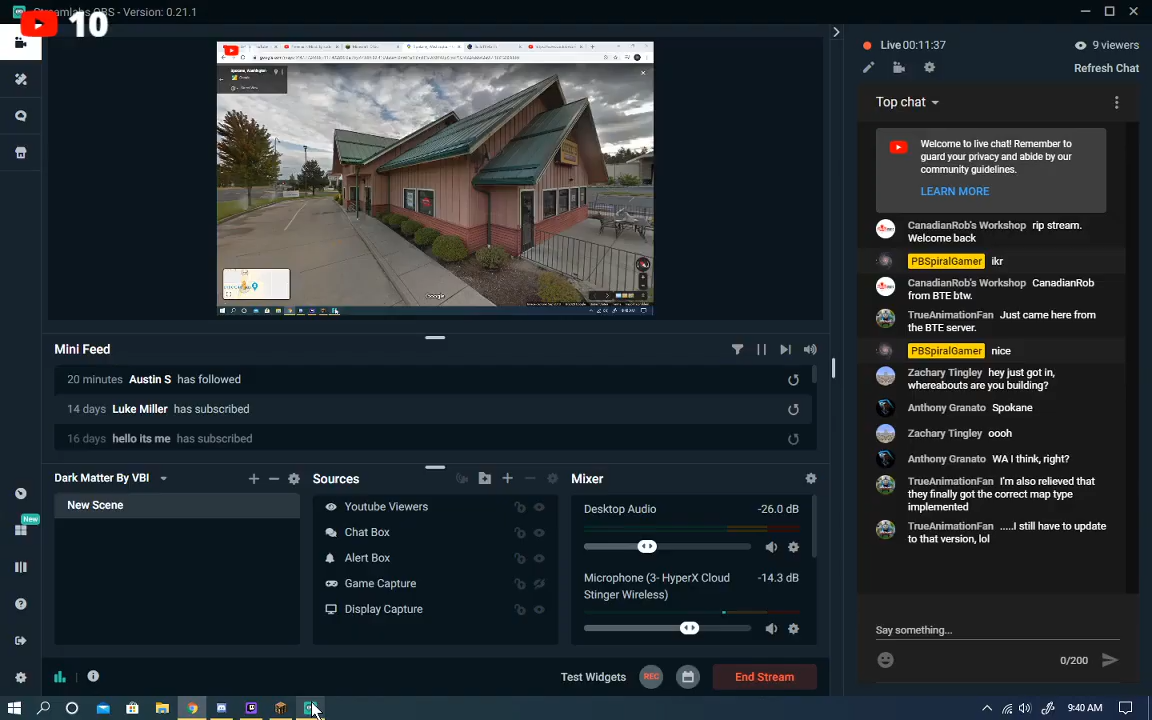 Streamlabs OBS - Version: 0.21.1
10
Live 00:11:37
9 viewers
Refresh Chat
Top chat
Welcome to live chat! Remember to
guard your privacy and abide by our
community guidelines.
LEARN MORE
CanadianRob's Workshop rip stream.
Welcome back
PBSpiralGamer ikr
CanadianRob's Workshop CanadianRob
from BTE btw.
TrueAnimationFan Just came here from
the BTE server.
PBSpiralGamer nice
Zachary Tingley hey just got in,
whereabouts are you building?
Anthony Granato Spokane
Zachary Tingley oooh
Anthony Granato WA I think, right?
TrueAnimationFan I'm also relieved that
they finally got the correct map type
implemented
TrueAnimationFan .....I still have to update
to that version, lol
Say something...
0/200
Spokane, Washington
Google
Google
Mini Feed
20 minutes Austin S has followed
14 days Luke Miller has subscribed
16 days hello its me has subscribed
Dark Matter By VBI
New Scene
Sources
Youtube Viewers
Chat Box
Alert Box
Game Capture
Display Capture
Mixer
Desktop Audio -26.0 dB
Microphone (3- HyperX Cloud
Stinger Wireless) -14.3 dB
New
Test Widgets
REC
End Stream
9:40 AM